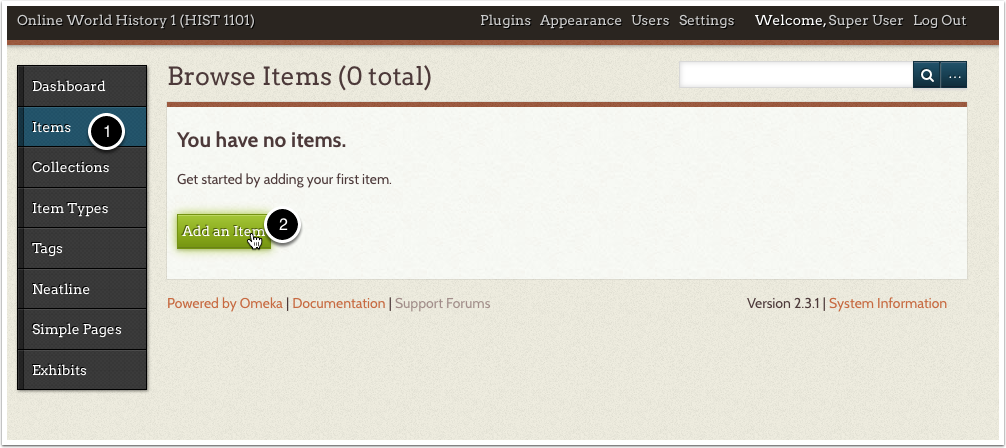 Online World History 1 (HIST 1101)
Plugins Appearance Users Settings Welcome, Super User Log Out
Dashboard
Items
1
Collections
Item Types
Tags
Neatline
Simple Pages
Exhibits
Browse Items (0 total)
...
You have no items.
Get started by adding your first item.
Add an Item
2
Powered by Omeka | Documentation | Support Forums
Version 2.3.1 | System Information